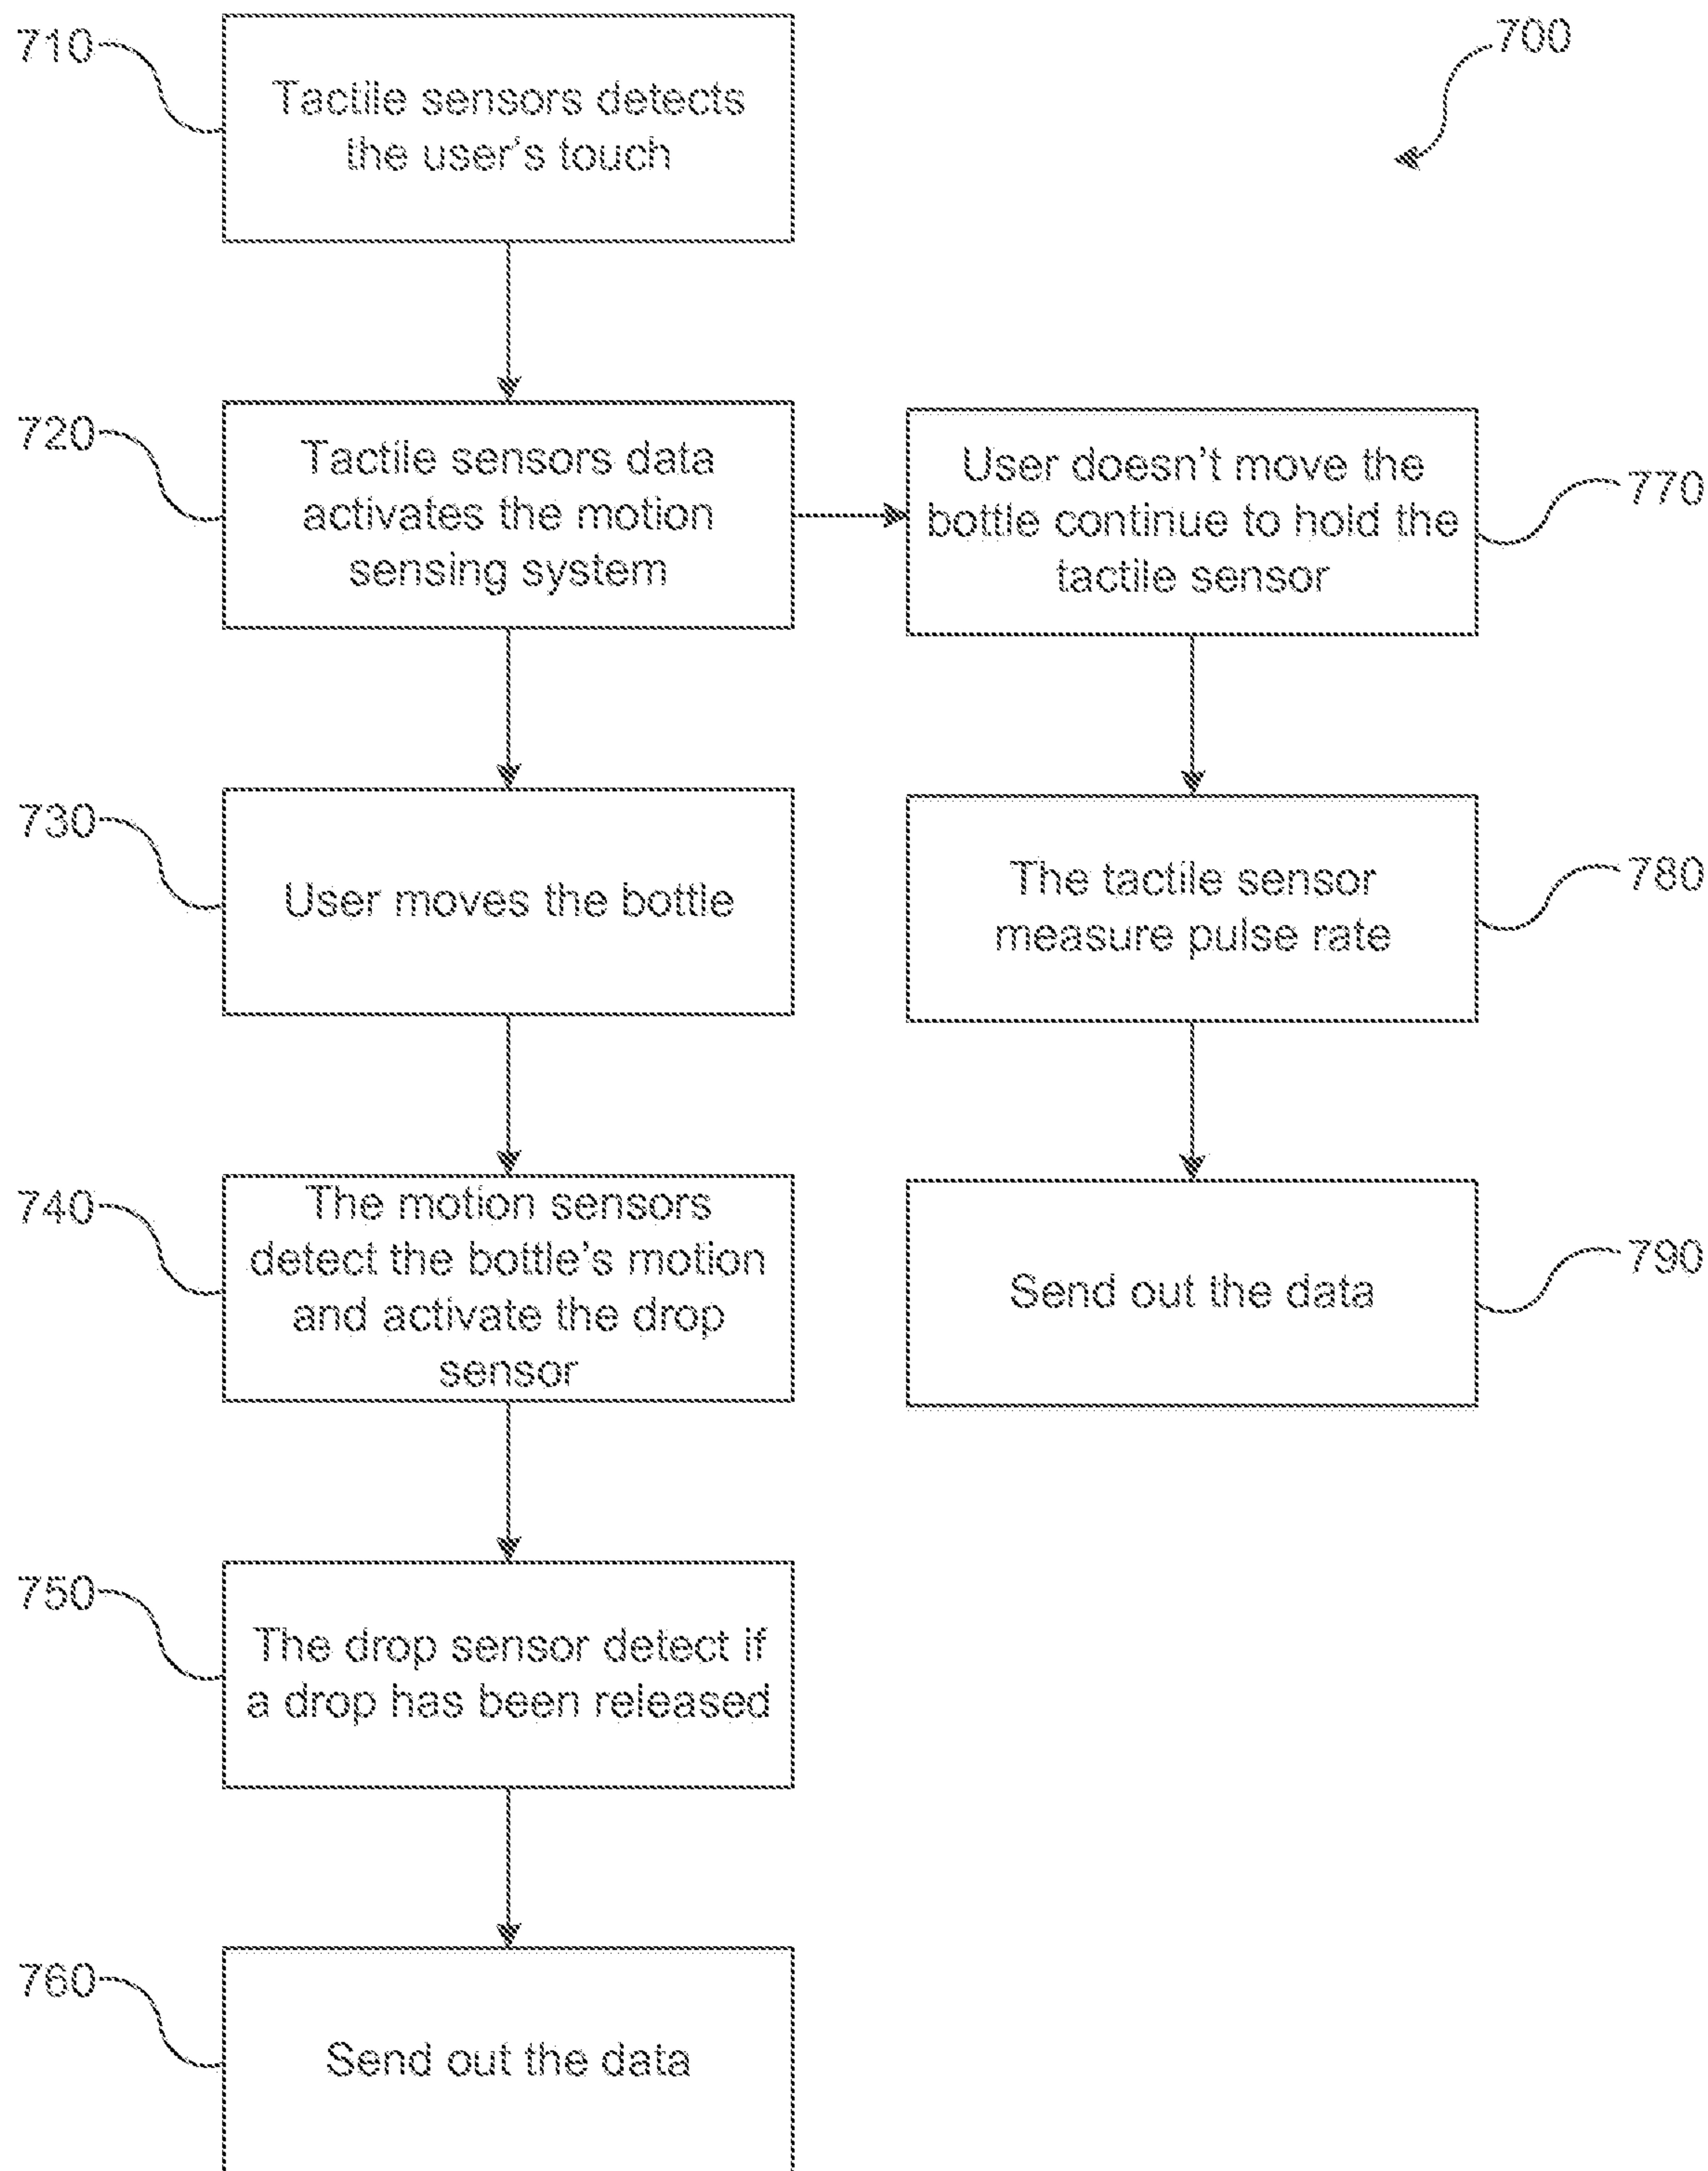 710
Tactile sensors detects
the user's touch
700
720
Tactile sensors data
activates the motion
sensing system
User doesn't move the
bottle continue to hold the
tactile sensor
770
730
User moves the bottle
The tactile sensor
measure pulse rate
780
740
The motion sensors
detect the bottle's motion
and activate the drop
sensor
Send out the data
790
750
The drop sensor detect if
a drop has been released
760
Send out the data